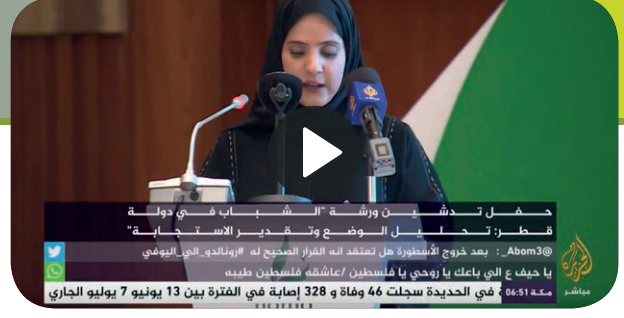 حفل تدشين ورشة "الشباب في دولة
قطر: تحليل الوضع وتقدير الاستجابة"
@Abom3_ : بعد خروج الأسطورة هل تعتقد انه القرار الصحيح له #رونالدو_الي_اليوفي
يا حيف ع الي باعك يا روحي يا فلسطين /عاشقه فلسطين طيبه
في الحديدة سجلت 46 وفاة و 328 إصابة في الفترة بين 13 يونيو 7 يوليو الجاري
مكة 06:51
الجزيرة
مباشر